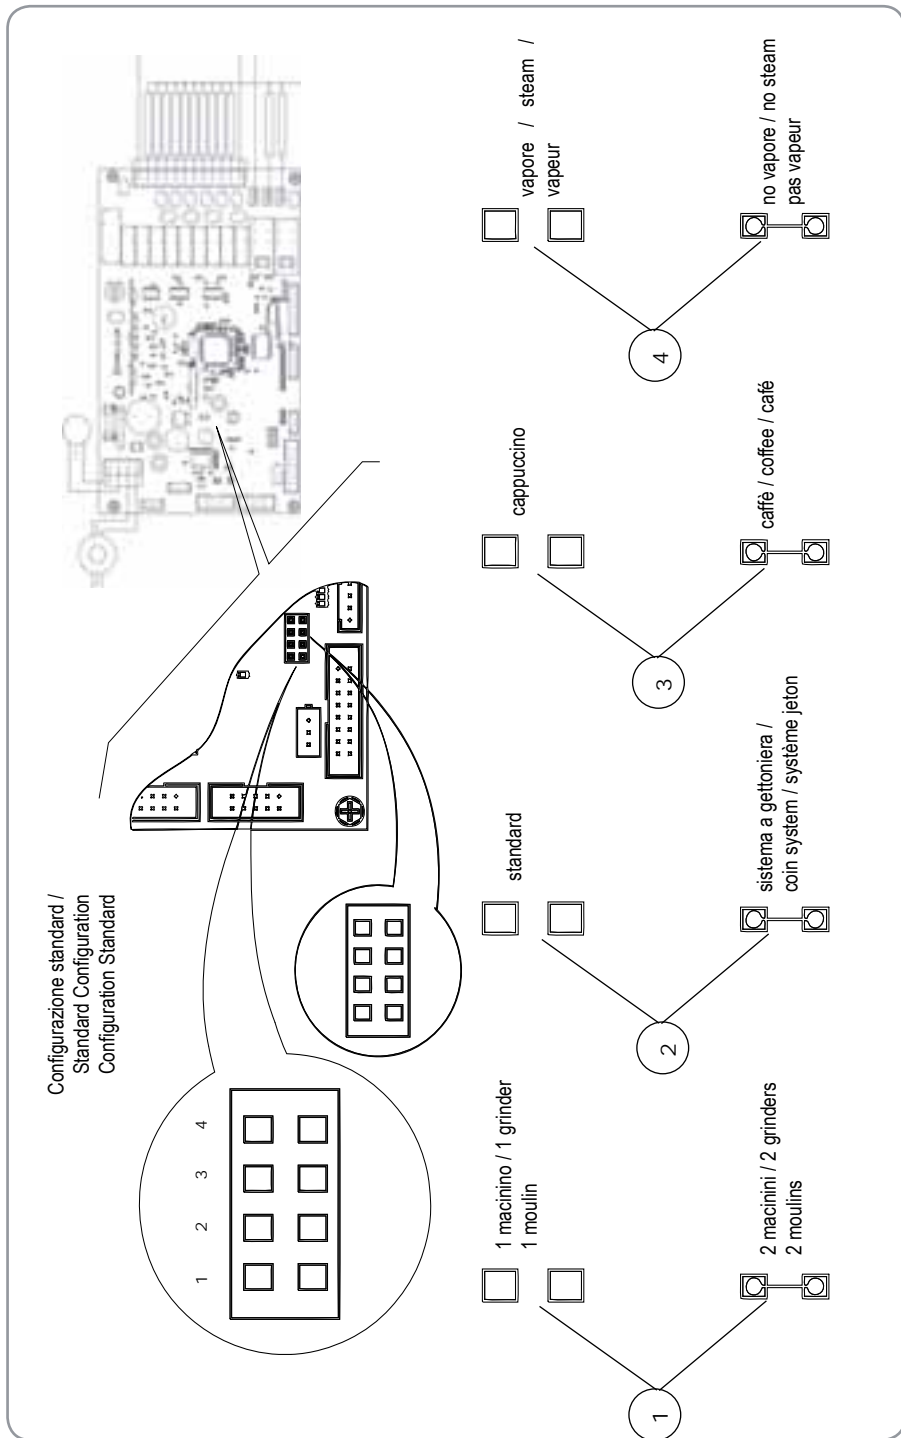 Configurazione standard /
Standard Configuration
Configuration Standard
1 2 3 4
1
1 macinino / 1 grinder
1 moulin
2 macinini / 2 grinders
2 moulins
2
standard
sistema a gettoniera /
coin system / système jeton
3
cappuccino
caffè / coffee / café
4
vapore / steam /
vapeur
no vapore / no steam
pas vapeur